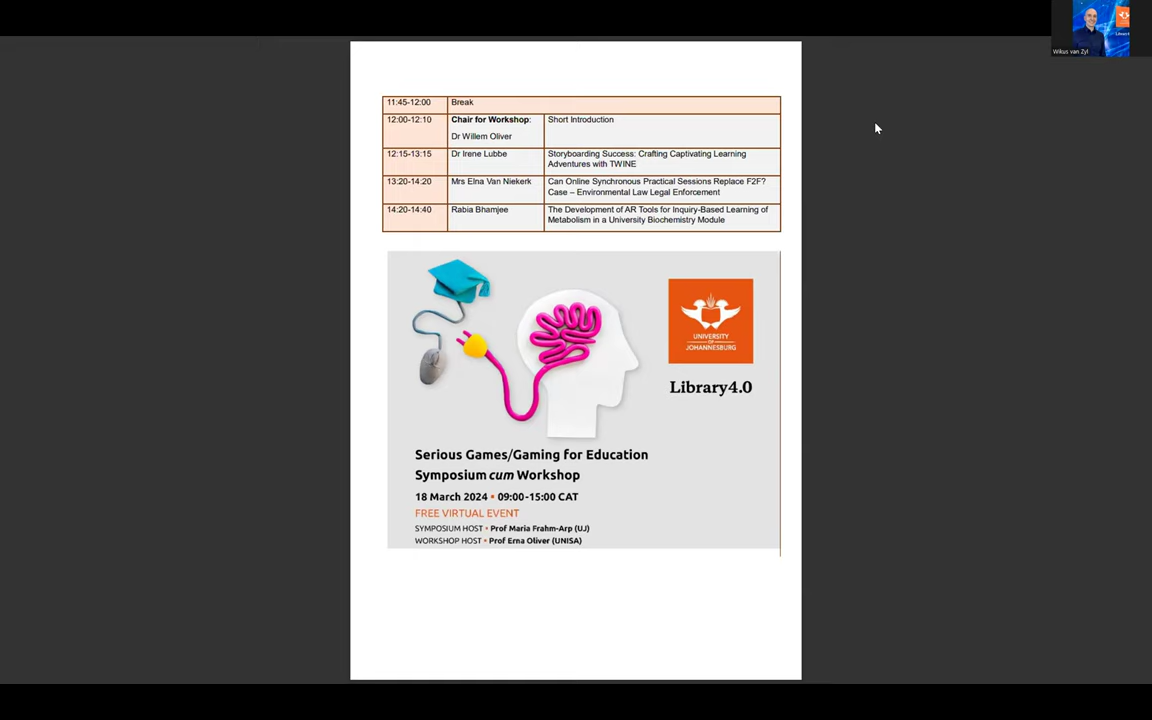 Wikus van Zyl
11:45-12:00 Break
12:00-12:10 Chair for Workshop: Short Introduction
Dr Willem Oliver
12:15-13:15 Dr Irene Lubbe Storyboarding Success: Crafting Captivating Learning
Adventures with TWINE
13:20-14:20 Mrs Elna Van Niekerk Can Online Synchronous Practical Sessions Replace F2F?
Case – Environmental Law Legal Enforcement
14:20-14:40 Rabia Bhamjee The Development of AR Tools for Inquiry-Based Learning of
Metabolism in a University Biochemistry Module
UNIVERSITY
OF
JOHANNESBURG
Library4.0
Serious Games/Gaming for Education
Symposium cum Workshop
18 March 2024 ▪ 09:00-15:00 CAT
FREE VIRTUAL EVENT
SYMPOSIUM HOST ▪ Prof Maria Frahm-Arp (UJ)
WORKSHOP HOST ▪ Prof Erna Oliver (UNISA)